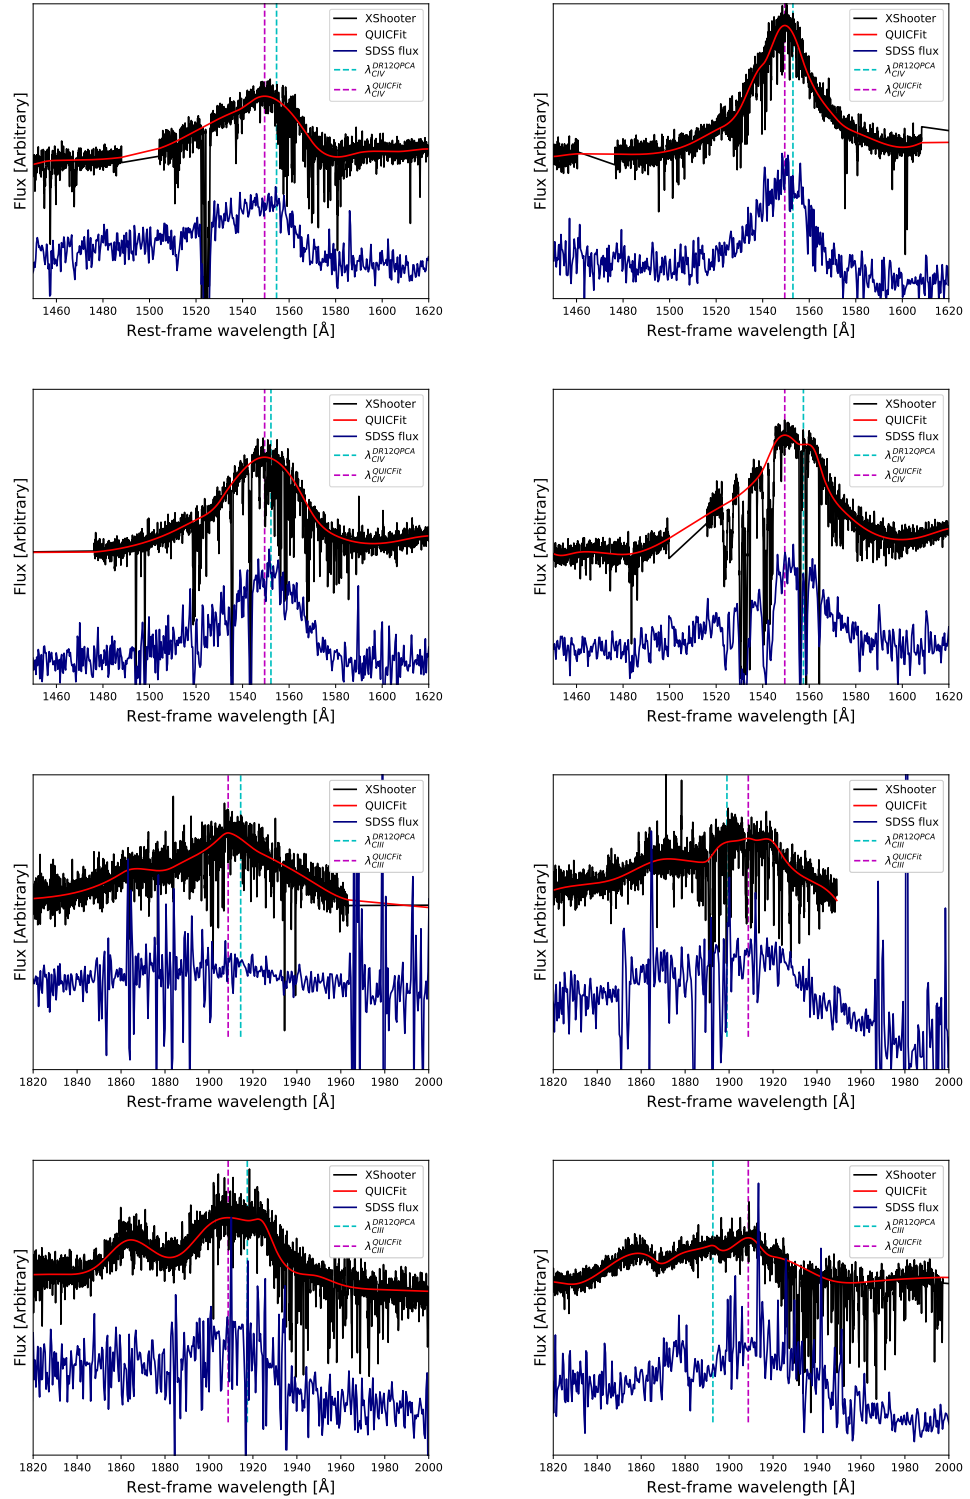 XShooter
QUICFit
SDSS flux
λ_CIV^DR12QPCA
λ_CIV^QUICFit
Flux [Arbitrary]
1460 1480 1500 1520 1540 1560 1580 1600 1620
Rest-frame wavelength [Å]
XShooter
QUICFit
SDSS flux
λ_CIV^DR12QPCA
λ_CIV^QUICFit
Flux [Arbitrary]
1460 1480 1500 1520 1540 1560 1580 1600 1620
Rest-frame wavelength [Å]
XShooter
QUICFit
SDSS flux
λ_CIV^DR12QPCA
λ_CIV^QUICFit
Flux [Arbitrary]
1460 1480 1500 1520 1540 1560 1580 1600 1620
Rest-frame wavelength [Å]
XShooter
QUICFit
SDSS flux
λ_CIV^DR12QPCA
λ_CIV^QUICFit
Flux [Arbitrary]
1460 1480 1500 1520 1540 1560 1580 1600 1620
Rest-frame wavelength [Å]
XShooter
QUICFit
SDSS flux
λ_CIII^DR12QPCA
λ_CIII^QUICFit
Flux [Arbitrary]
1820 1840 1860 1880 1900 1920 1940 1960 1980 2000
Rest-frame wavelength [Å]
XShooter
QUICFit
SDSS flux
λ_CIII^DR12QPCA
λ_CIII^QUICFit
Flux [Arbitrary]
1820 1840 1860 1880 1900 1920 1940 1960 1980 2000
Rest-frame wavelength [Å]
XShooter
QUICFit
SDSS flux
λ_CIII^DR12QPCA
λ_CIII^QUICFit
Flux [Arbitrary]
1820 1840 1860 1880 1900 1920 1940 1960 1980 2000
Rest-frame wavelength [Å]
XShooter
QUICFit
SDSS flux
λ_CIII^DR12QPCA
λ_CIII^QUICFit
Flux [Arbitrary]
1820 1840 1860 1880 1900 1920 1940 1960 1980 2000
Rest-frame wavelength [Å]